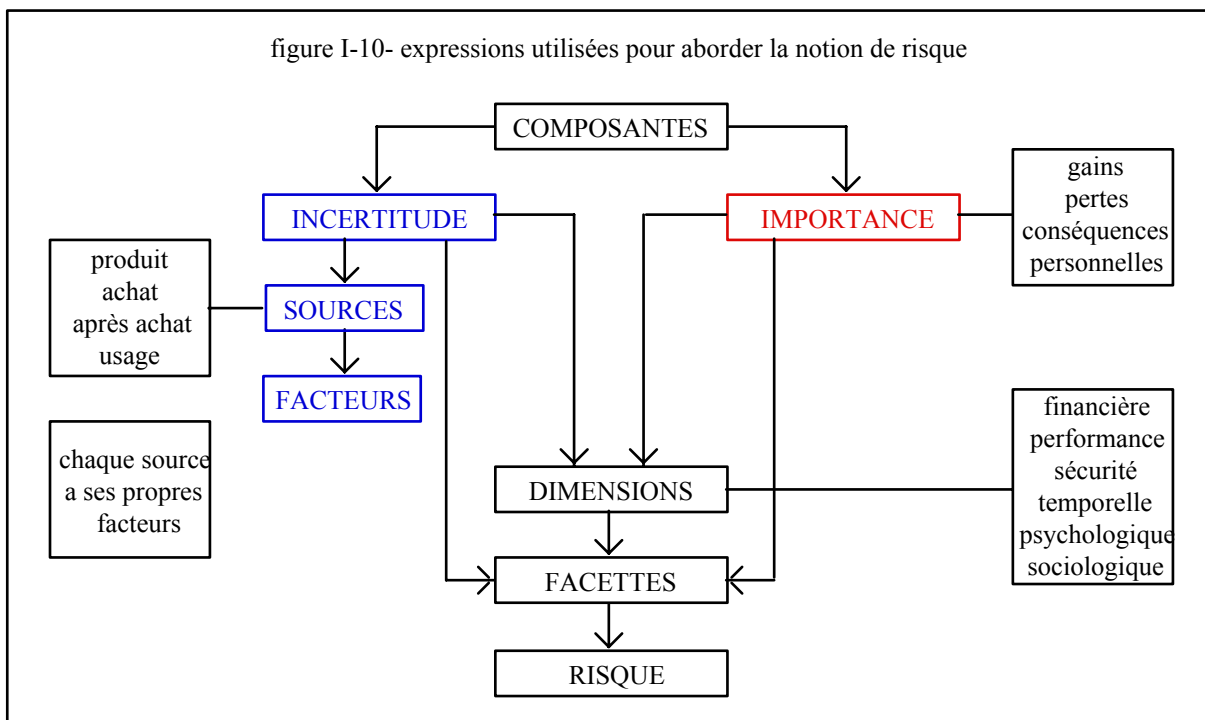 figure I-10- expressions utilisées pour aborder la notion de risque
COMPOSANTES
INCERTITUDE
IMPORTANCE
gains
pertes
conséquences
personnelles
produit
achat
après achat
usage
SOURCES
FACTEURS
chaque source
a ses propres
facteurs
DIMENSIONS
financière
performance
sécurité
temporelle
psychologique
sociologique
FACETTES
RISQUE